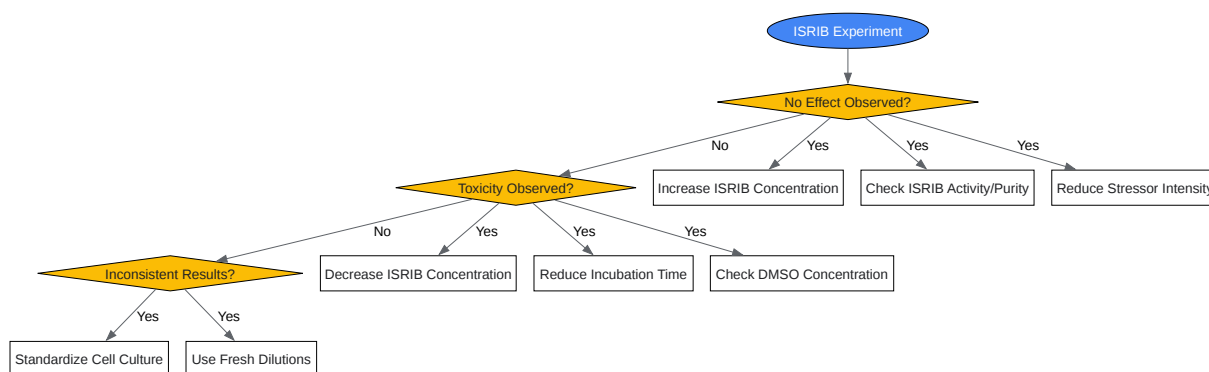 ISRIB Experiment
No Effect Observed?
No
Yes
Yes
Yes
Toxicity Observed?
Increase ISRIB Concentration
Check ISRIB Activity/Purity
Reduce Stressor Intensity
No
Yes
Yes
Yes
Inconsistent Results?
Decrease ISRIB Concentration
Reduce Incubation Time
Check DMSO Concentration
Yes
Yes
Standardize Cell Culture
Use Fresh Dilutions